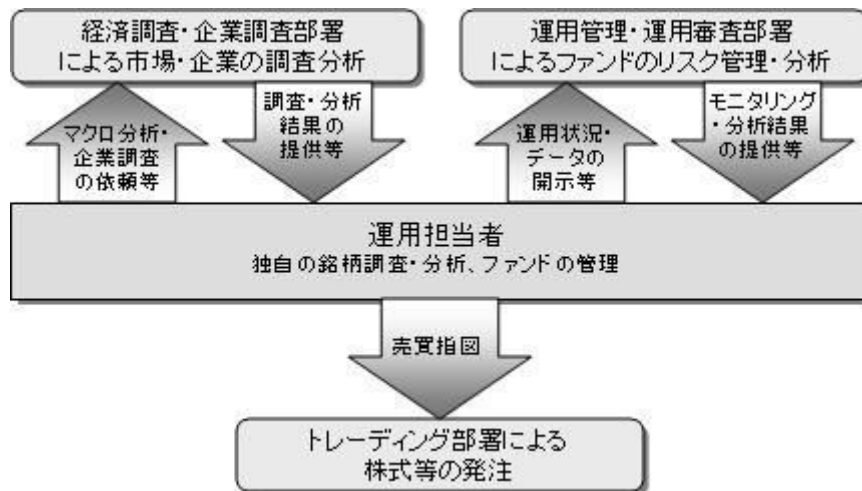 経済調査・企業調査部署
による市場・企業の調査分析
運用管理・運用審査部署
によるファンドのリスク管理・分析
マクロ分析・
企業調査
の依頼等
調査・分析
結果の
提供等
運用状況・
データの
開示等
モニタリング
・分析結果
の提供等
運用担当者
独自の銘柄調査・分析、ファンドの管理
売買指図
トレーディング部署による
株式等の発注